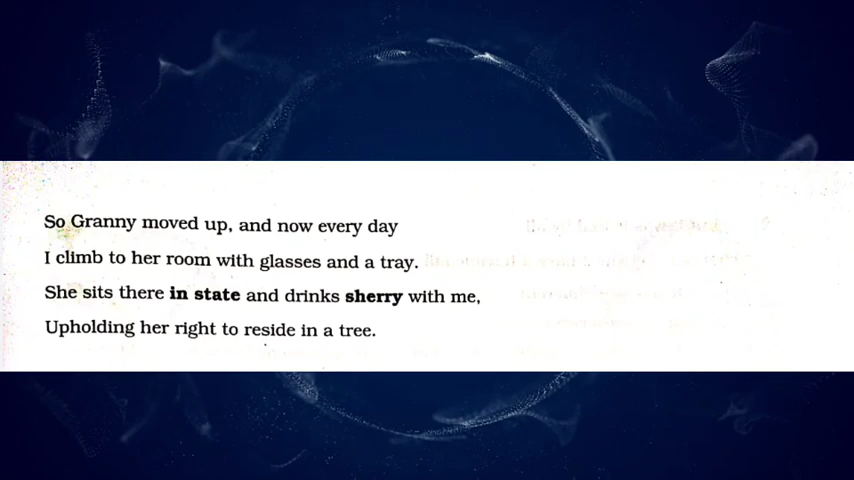 So Granny moved up, and now every day
I climb to her room with glasses and a tray.
She sits there in state and drinks sherry with me,
Upholding her right to reside in a tree.